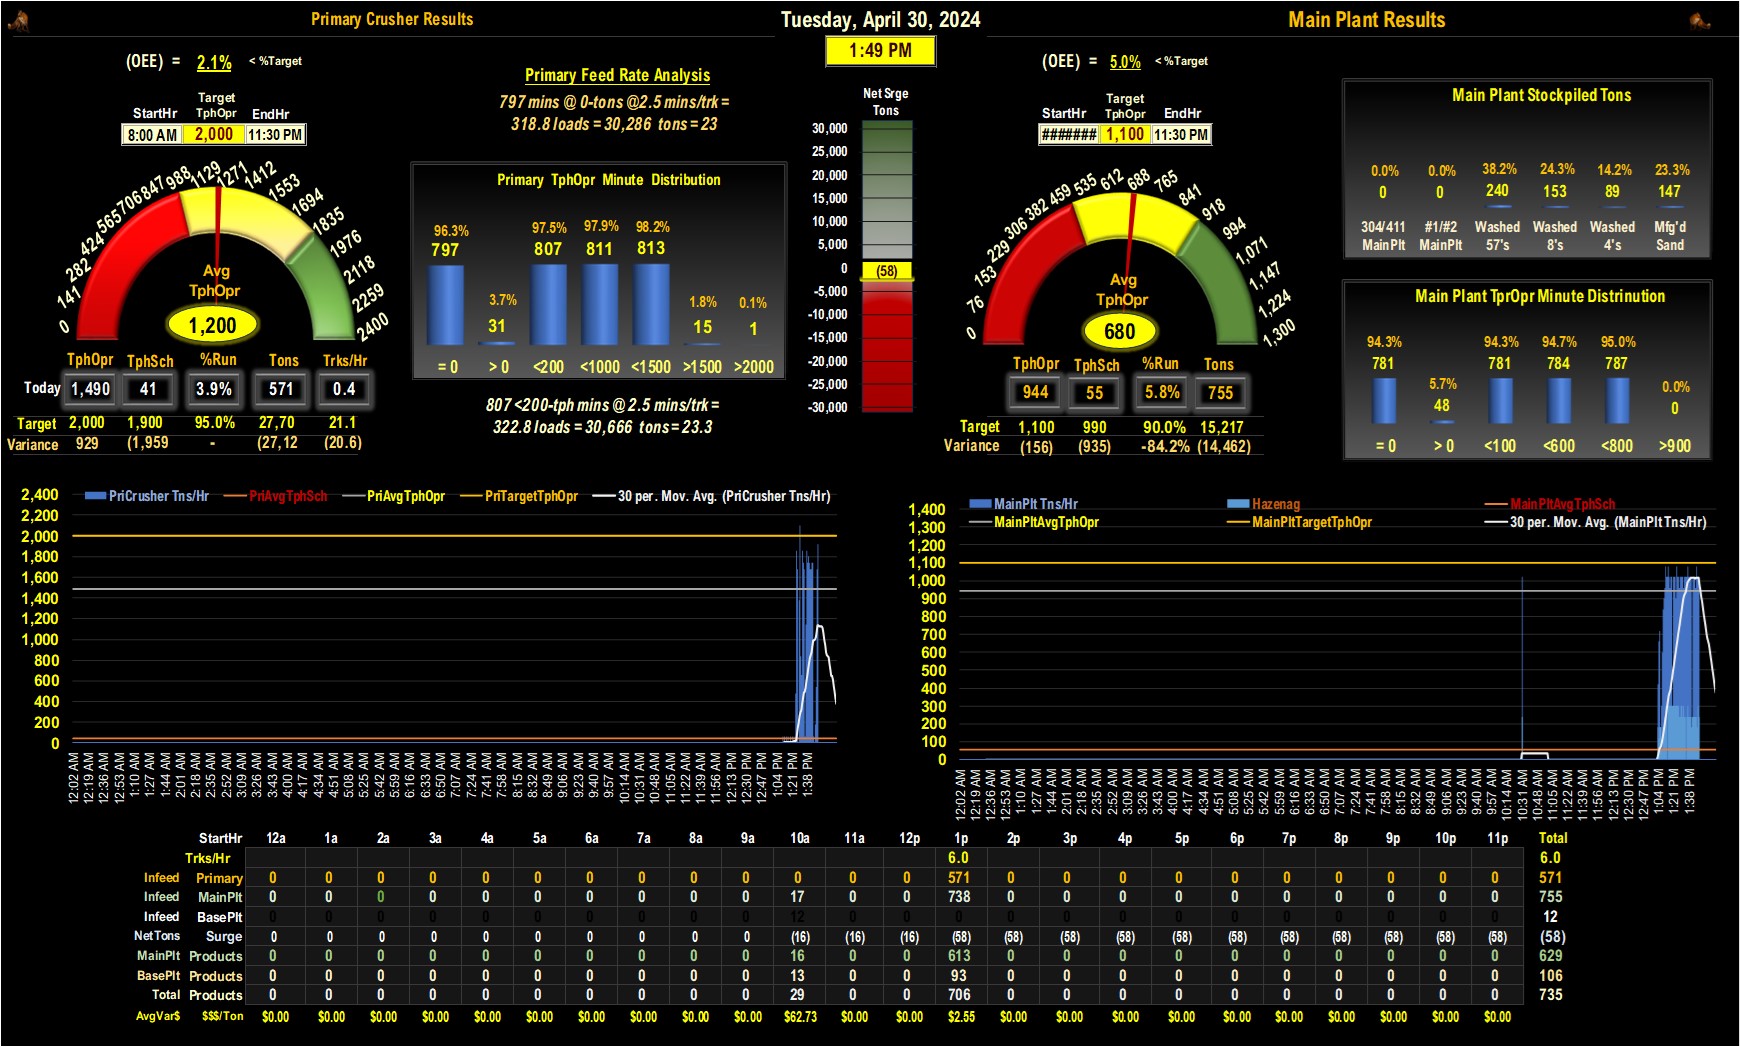 Primary Crusher Results
Tuesday, April 30, 2024
Main Plant Results
1:49 PM
(OEE) = 2.1% < %Target
Target
StartHr TphOpr EndHr
8:00 AM 2,000 11:30 PM
0 141 282 424 565 706 847 988 1129 1271 1412 1553 1694 1835 1976 2118 2259 2400
Avg
TphOpr
1,200
TphOpr TphSch %Run Tons Trks/Hr
Today 1,490 41 3.9% 571 0.4
Target 2,000 1,900 95.0% 27,70 21.1
Variance 929 (1,959 - (27,12 (20.6)
Primary Feed Rate Analysis
797 mins @ 0-tons @2.5 mins/trk =
318.8 loads = 30,286 tons = 23
Primary TphOpr Minute Distribution
96.3% 3.7% 97.5% 97.9% 98.2% 1.8% 0.1%
797 31 807 811 813 15 1
= 0 > 0 <200 <1000 <1500 >1500 >2000
807 <200-tph mins @ 2.5 mins/trk =
322.8 loads = 30,666 tons = 23.3
Net Srge
Tons
30,000
25,000
20,000
15,000
10,000
5,000
0 (58)
-5,000
-10,000
-15,000
-20,000
-25,000
-30,000
(OEE) = 5.0% < %Target
Target
StartHr TphOpr EndHr
####### 1,100 11:30 PM
0 76 153 229 306 382 459 535 612 688 765 841 918 994 1,071 1,147 1,224 1,300
Avg
TphOpr
680
TphOpr TphSch %Run Tons
944 55 5.8% 755
Target 1,100 990 90.0% 15,217
Variance (156) (935) -84.2% (14,462)
Main Plant Stockpiled Tons
0.0% 0.0% 38.2% 24.3% 14.2% 23.3%
0 0 240 153 89 147
304/411 #1/#2 Washed Washed Washed Mfg'd
MainPlt MainPlt 57's 8's 4's Sand
Main Plant TprOpr Minute Distrinution
94.3% 5.7% 94.3% 94.7% 95.0% 0.0%
781 48 781 784 787 0
= 0 > 0 <100 <600 <800 >900
PriCrusher Tns/Hr PriAvgTphSch PriAvgTphOpr PriTargetTphOpr 30 per. Mov. Avg. (PriCrusher Tns/Hr)
2,400
2,200
2,000
1,800
1,600
1,400
1,200
1,000
800
600
400
200
0
12:02 AM 12:19 AM 12:36 AM 12:53 AM 1:10 AM 1:27 AM 1:44 AM 2:01 AM 2:18 AM 2:35 AM 2:52 AM 3:09 AM 3:26 AM 3:43 AM 4:00 AM 4:17 AM 4:34 AM 4:51 AM 5:08 AM 5:25 AM 5:42 AM 5:59 AM 6:16 AM 6:33 AM 6:50 AM 7:07 AM 7:24 AM 7:41 AM 7:58 AM 8:15 AM 8:32 AM 8:49 AM 9:06 AM 9:23 AM 9:40 AM 9:57 AM 10:14 AM 10:31 AM 10:48 AM 11:05 AM 11:22 AM 11:39 AM 11:56 AM 12:13 PM 12:30 PM 12:47 PM 1:04 PM 1:21 PM 1:38 PM
MainPlt Tns/Hr Hazenag MainPltAvgTphSch
MainPltAvgTphOpr MainPltTargetTphOpr 30 per. Mov. Avg. (MainPlt Tns/Hr)
1,400
1,300
1,200
1,100
1,000
900
800
700
600
500
400
300
200
100
0
12:02 AM 12:19 AM 12:36 AM 12:53 AM 1:10 AM 1:27 AM 1:44 AM 2:01 AM 2:18 AM 2:35 AM 2:52 AM 3:09 AM 3:26 AM 3:43 AM 4:00 AM 4:17 AM 4:34 AM 4:51 AM 5:08 AM 5:25 AM 5:42 AM 5:59 AM 6:16 AM 6:33 AM 6:50 AM 7:07 AM 7:24 AM 7:41 AM 7:58 AM 8:15 AM 8:32 AM 8:49 AM 9:06 AM 9:23 AM 9:40 AM 9:57 AM 10:14 AM 10:31 AM 10:48 AM 11:05 AM 11:22 AM 11:39 AM 11:56 AM 12:13 PM 12:30 PM 12:47 PM 1:04 PM 1:21 PM 1:38 PM
StartHr 12a 1a 2a 3a 4a 5a 6a 7a 8a 9a 10a 11a 12p 1p 2p 3p 4p 5p 6p 7p 8p 9p 10p 11p Total
Trks/Hr 6.0 6.0
Infeed Primary 0 0 0 0 0 0 0 0 0 0 0 0 0 571 0 0 0 0 0 0 0 0 0 0 571
Infeed MainPlt 0 0 0 0 0 0 0 0 0 0 17 0 0 738 0 0 0 0 0 0 0 0 0 0 755
Infeed BasePlt 0 0 0 0 0 0 0 0 0 0 12 0 0 0 0 0 0 0 0 0 0 0 0 0 12
NetTons Surge 0 0 0 0 0 0 0 0 0 0 (16) (16) (16) (58) (58) (58) (58) (58) (58) (58) (58) (58) (58) (58) (58)
MainPlt Products 0 0 0 0 0 0 0 0 0 0 16 0 0 613 0 0 0 0 0 0 0 0 0 0 629
BasePlt Products 0 0 0 0 0 0 0 0 0 0 13 0 0 93 0 0 0 0 0 0 0 0 0 0 106
Total Products 0 0 0 0 0 0 0 0 0 0 29 0 0 706 0 0 0 0 0 0 0 0 0 0 735
AvgVar$ $$$/Ton $0.00 $0.00 $0.00 $0.00 $0.00 $0.00 $0.00 $0.00 $0.00 $0.00 $62.73 $0.00 $0.00 $2.55 $0.00 $0.00 $0.00 $0.00 $0.00 $0.00 $0.00 $0.00 $0.00 $0.00